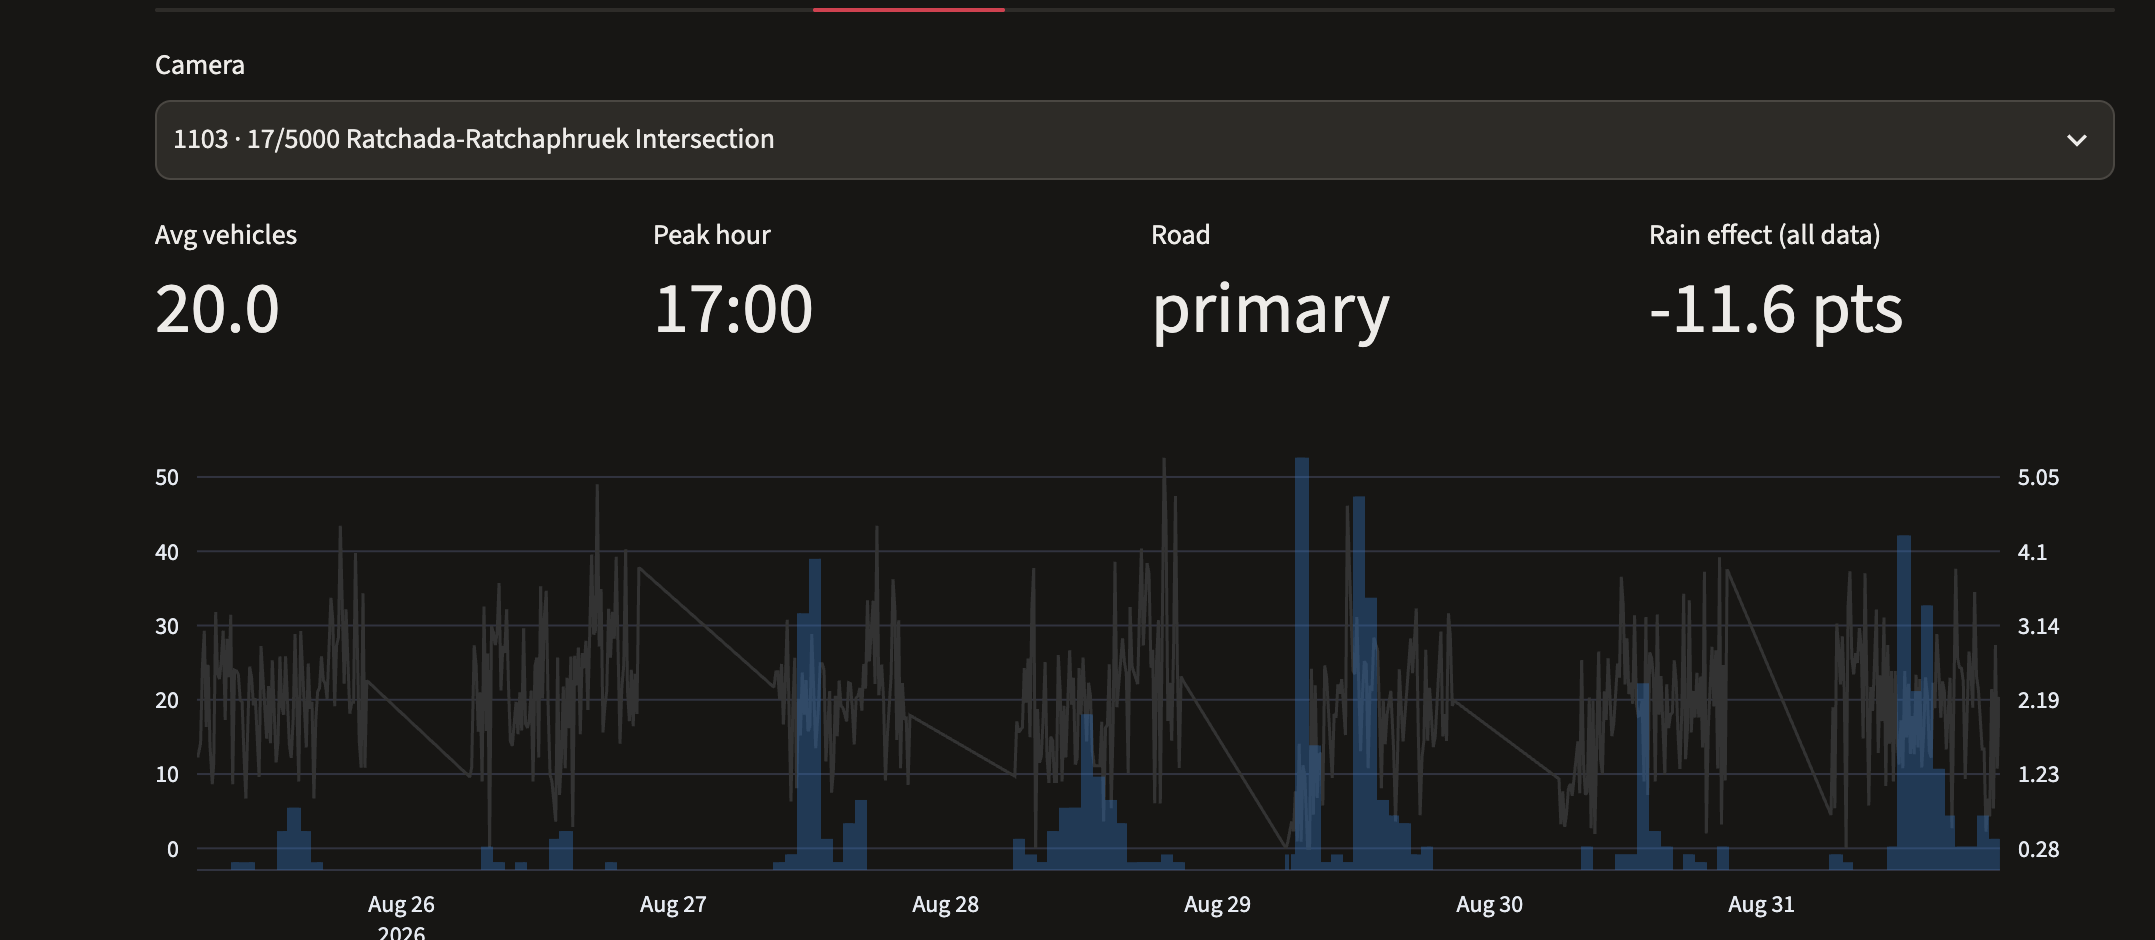 Camera
1103 · 17/5000 Ratchada-Ratchaphruek Intersection
Avg vehicles
Peak hour
Road
Rain effect (all data)
20.0
17:00
primary
-11.6 pts
50
5.05
40
4.1
30
3.14
20
2.19
10
1.23
0
0.28
Aug 26
Aug 27
Aug 28
Aug 29
Aug 30
Aug 31
2026